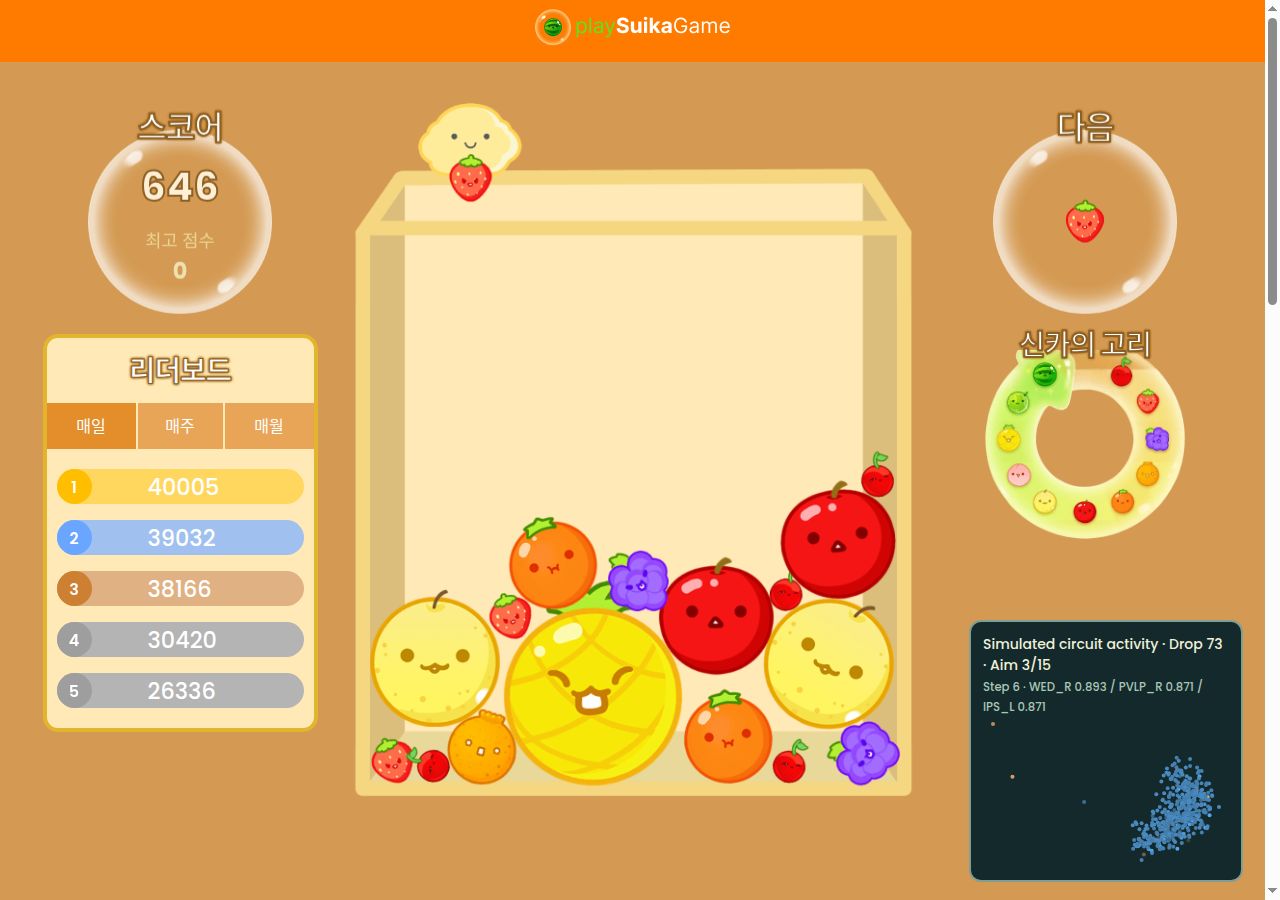 playSuikaGame
스코어
646
최고 점수
0
다음
리더보드
매일 매주 매월
1 40005
2 39032
3 38166
4 30420
5 26336
신카의 고리
Simulated circuit activity · Drop 73
· Aim 3/15
Step 6 · WED_R 0.893 / PVLP_R 0.871 /
IPS_L 0.871